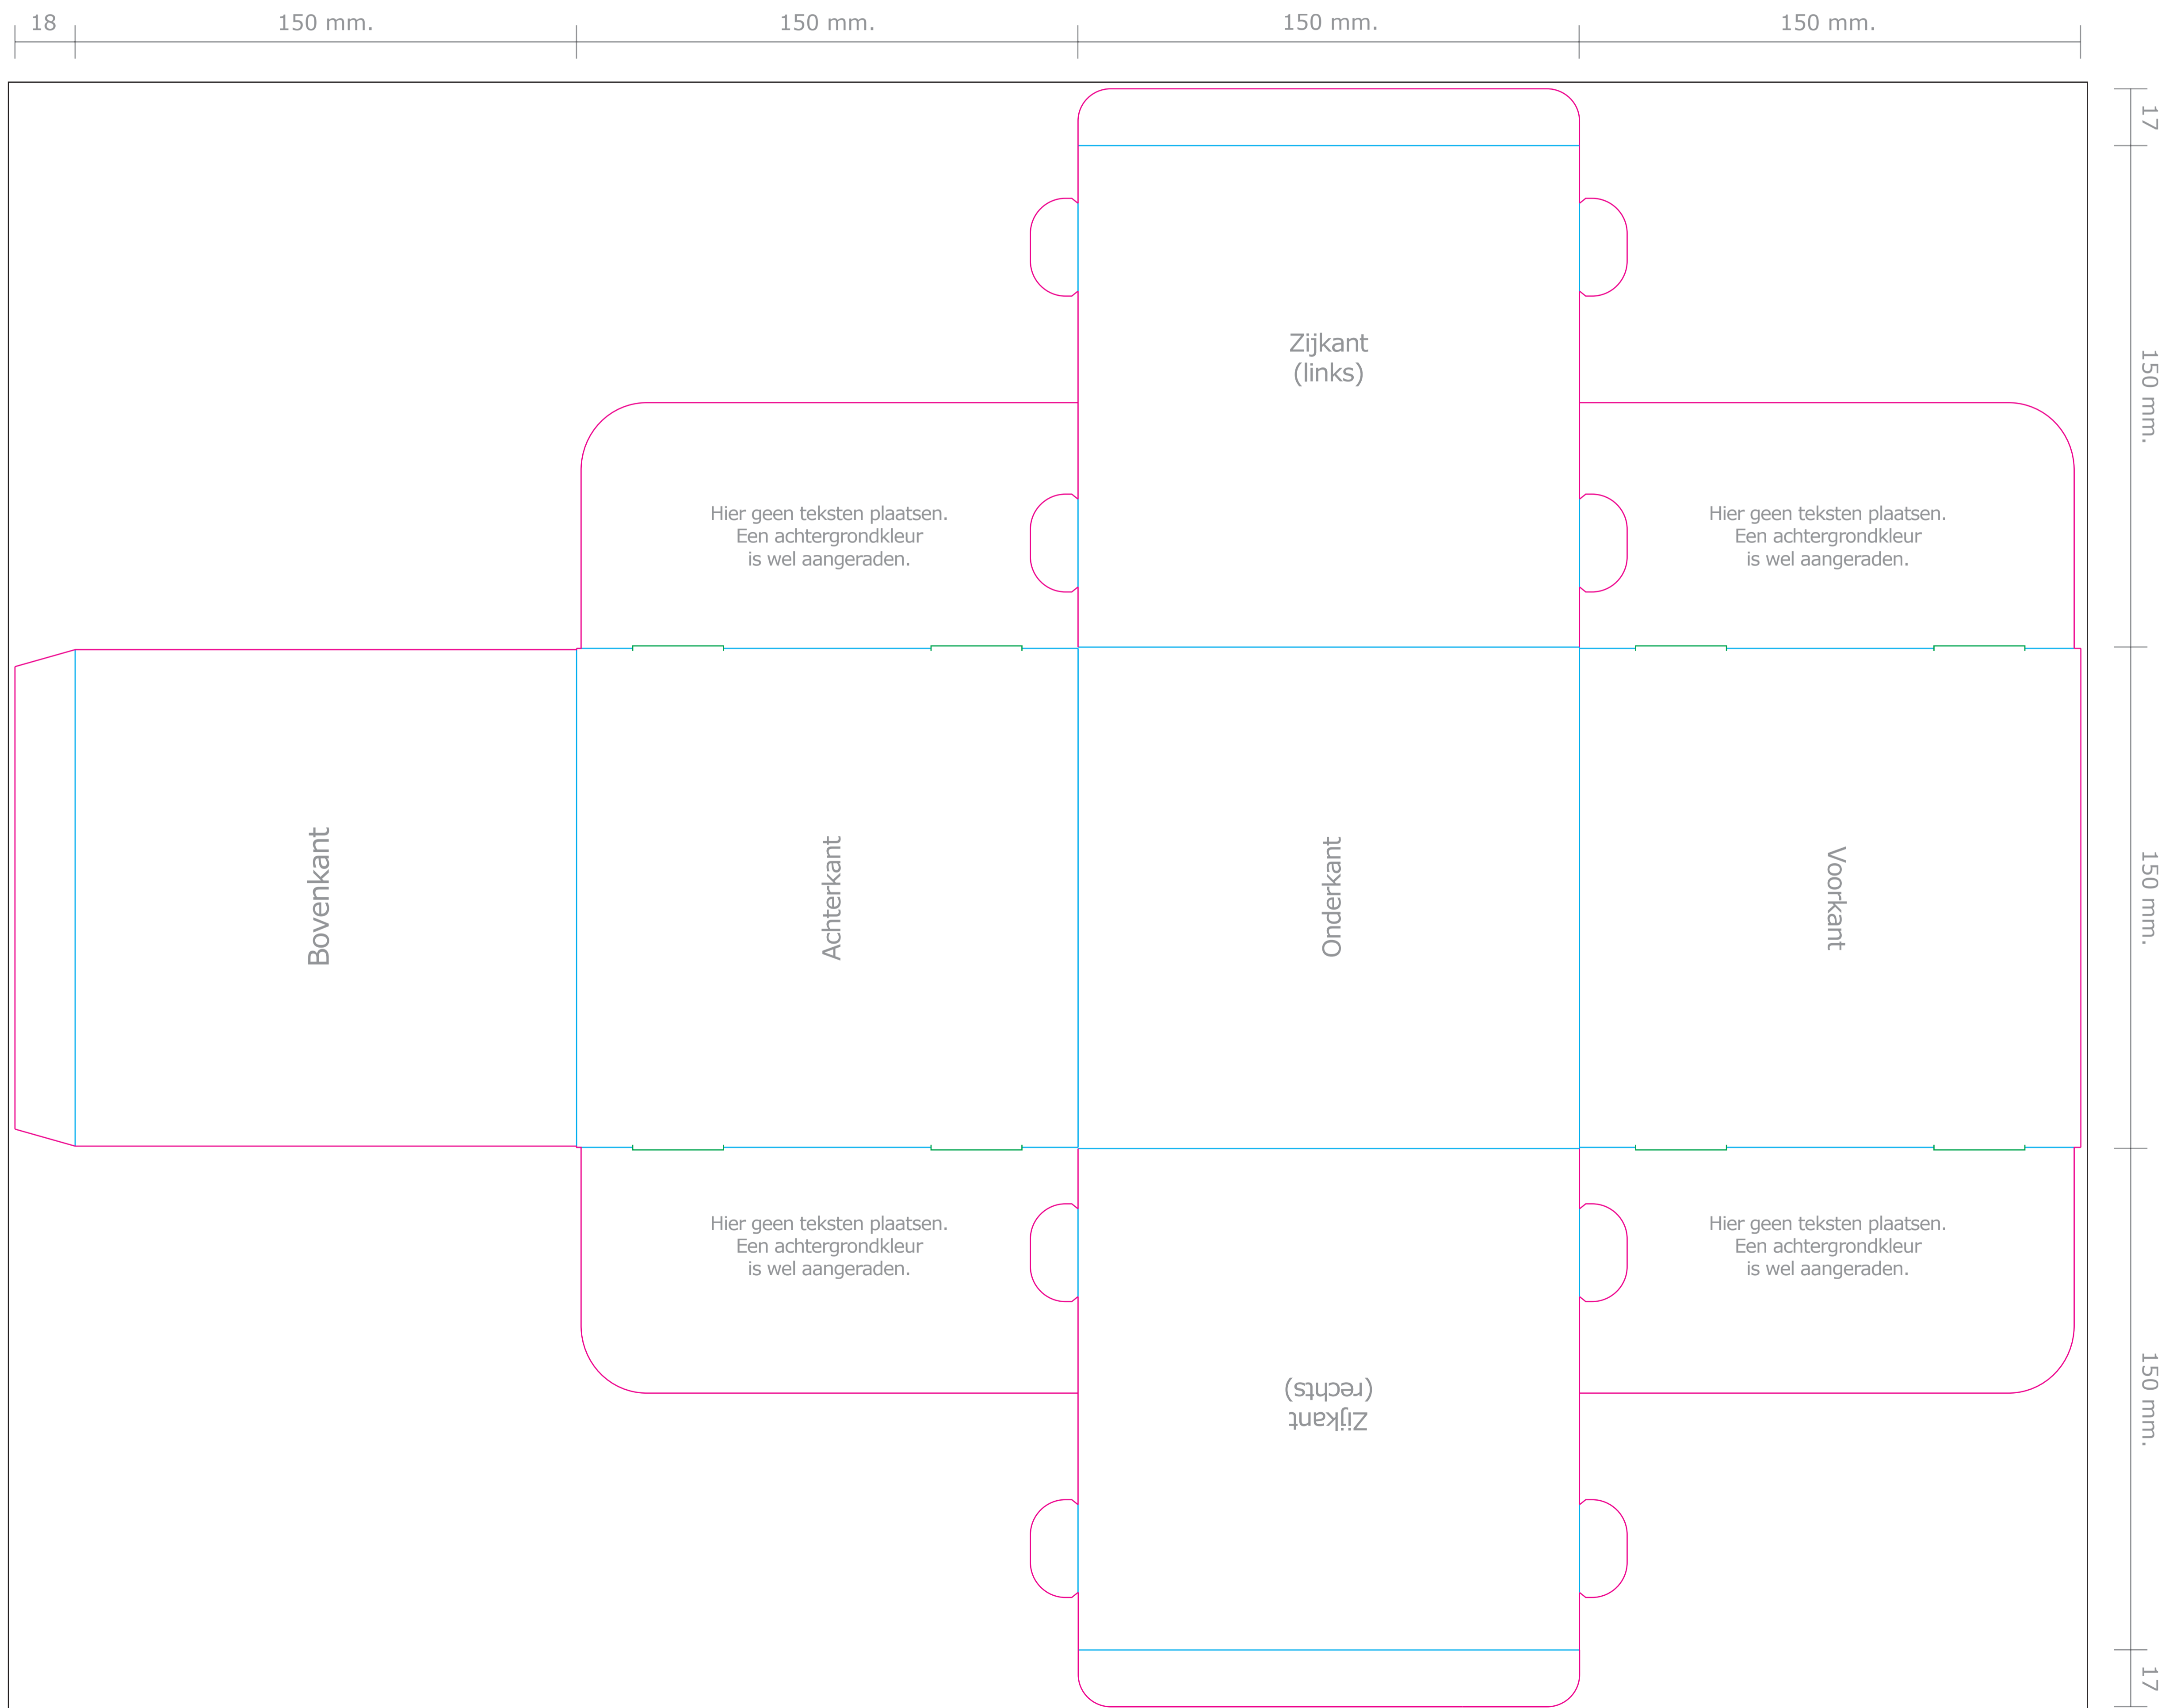 18
150 mm.
150 mm.
150 mm.
150 mm.
17
150 mm.
150 mm.
150 mm.
17
Zijkant
(links)
Hier geen teksten plaatsen.
Een achtergrondkleur
is wel aangeraden.
Hier geen teksten plaatsen.
Een achtergrondkleur
is wel aangeraden.
Bovenkant
Achterkant
Onderkant
Voorkant
Hier geen teksten plaatsen.
Een achtergrondkleur
is wel aangeraden.
Hier geen teksten plaatsen.
Een achtergrondkleur
is wel aangeraden.
Zijkant
(rechts)